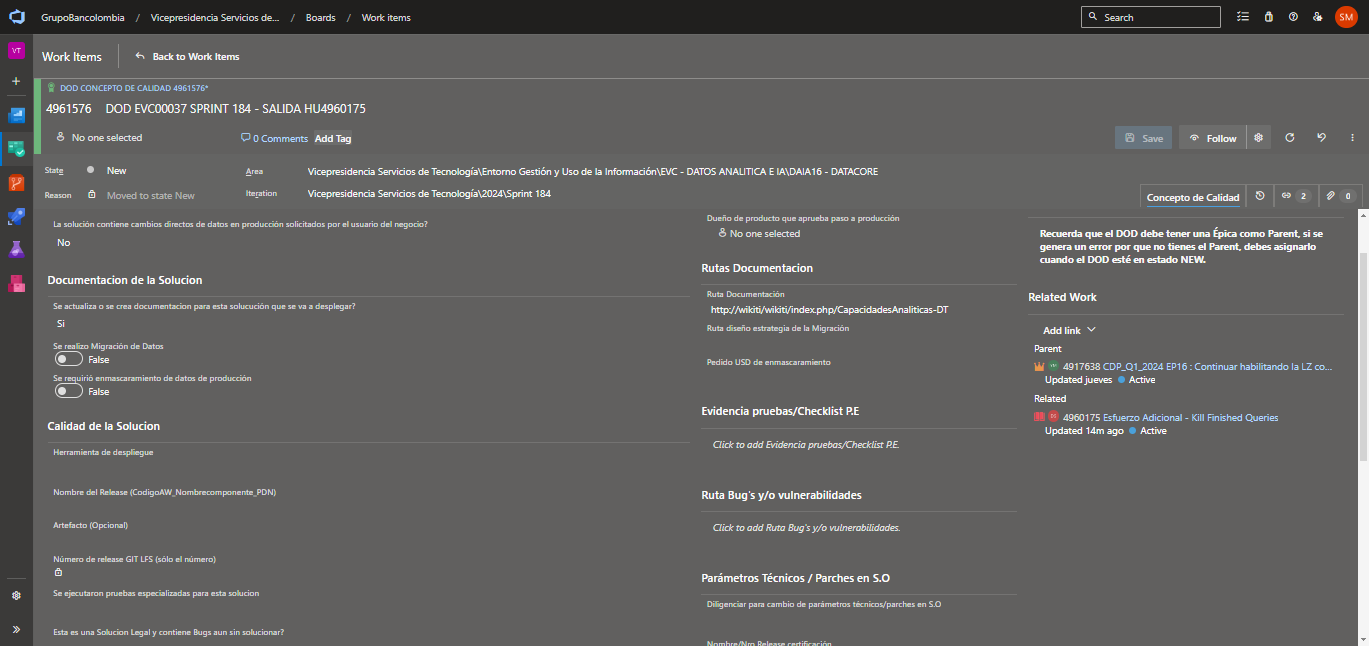 GrupoBancolombia / Vicepresidencia Servicios de... / Boards / Work items
Search
SM
VT
Work Items
Back to Work Items
DOD CONCEPTO DE CALIDAD 4961576*
4961576 DOD EVC00037 SPRINT 184 - SALIDA HU4960175
No one selected
0 Comments
Add Tag
Save
Follow
State New
Area Vicepresidencia Servicios de Tecnología\Entorno Gestión y Uso de la Información\EVC - DATOS ANALITICA E IA\DAIA16 - DATACORE
Reason Moved to state New
Iteration Vicepresidencia Servicios de Tecnología\2024\Sprint 184
Concepto de Calidad
2
0
La solución contiene cambios directos de datos en producción solicitados por el usuario del negocio?
No
Documentacion de la Solucion
Se actualiza o se crea documentacion para esta solucución que se va a desplegar?
Si
Se realizo Migración de Datos
False
Se requirió enmascaramiento de datos de producción
False
Calidad de la Solucion
Herramienta de despliegue
Nombre del Release (CodigoAW_Nombrecomponente_PDN)
Artefacto (Opcional)
Número de release GIT LFS (sólo el número)
Se ejecutaron pruebas especializadas para esta solucion
Esta es una Solucion Legal y contiene Bugs aun sin solucionar?
Dueño de producto que aprueba paso a producción
No one selected
Rutas Documentacion
Ruta Documentación
http://wikiti/wikiti/index.php/CapacidadesAnaliticas-DT
Ruta diseño estrategia de la Migración
Pedido USD de enmascaramiento
Evidencia pruebas/Checklist P.E
Click to add Evidencia pruebas/Checklist P.E.
Ruta Bug's y/o vulnerabilidades
Click to add Ruta Bug's y/o vulnerabilidades.
Parámetros Técnicos / Parches en S.O
Diligenciar para cambio de parámetros técnicos/parches en S.O
Nombre/Nro Release certificación
Recuerda que el DOD debe tener una Épica como Parent, si se
genera un error por que no tienes el Parent, debes asignarlo
cuando el DOD esté en estado NEW.
Related Work
Add link
Parent
4917638 CDP_Q1_2024 EP16 : Continuar habilitando la LZ co...
Updated jueves Active
Related
4960175 Esfuerzo Adicional - Kill Finished Queries
Updated 14m ago Active